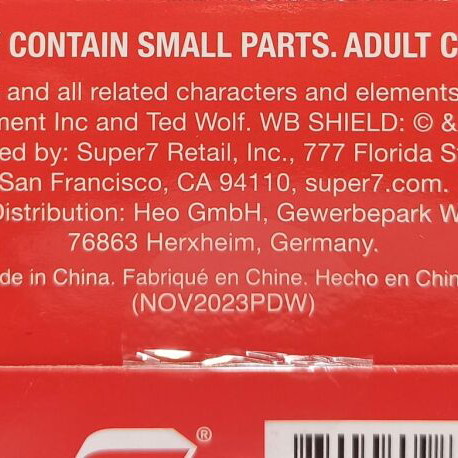 CONTAIN SMALL PARTS. ADULT C
and all related characters and elements
ment Inc and Ted Wolf. WB SHIELD: © &
ed by: Super7 Retail, Inc., 777 Florida S
San Francisco, CA 94110, super7.com.
Distribution: Heo GmbH, Gewerbepark W
76863 Herxheim, Germany.
de in China. Fabriqué en Chine. Hecho en Chin
(NOV2023PDW)
®